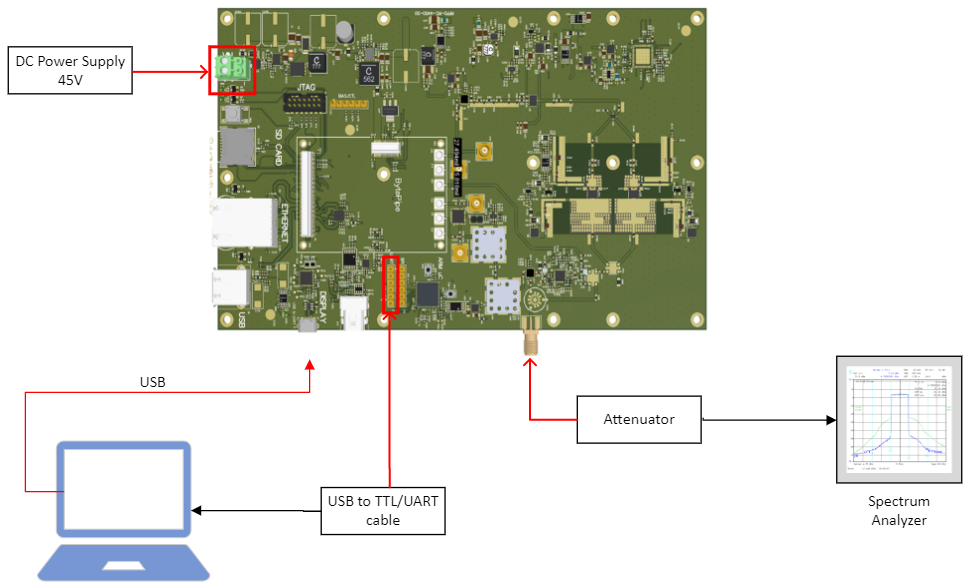 DC Power Supply
45V
JTAG
SD CARD
BytePipe
ETHERNET
DISPLAY
USB
USB
Attenuator
USB to TTL/UART
cable
Spectrum
Analyzer